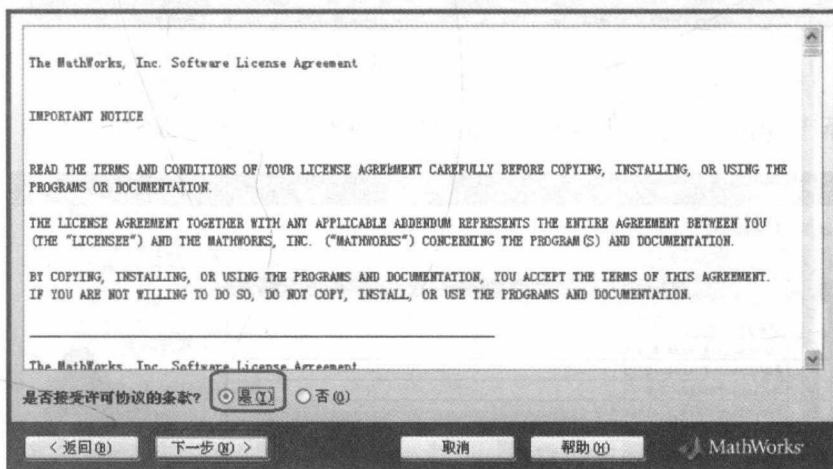 The MathWorks, Inc. Software License Agreement
IMPORTANT NOTICE
READ THE TERMS AND CONDITIONS OF YOUR LICENSE AGREEMENT CAREFULLY BEFORE COPYING, INSTALLING, OR USING THE
PROGRAMS OR DOCUMENTATION.
THE LICENSE AGREEMENT TOGETHER WITH ANY APPLICABLE ADDENDUM REPRESENTS THE ENTIRE AGREEMENT BETWEEN YOU
(THE "LICENSEE") AND THE MATHWORKS, INC. ("MATHWORKS") CONCERNING THE PROGRAM(S) AND DOCUMENTATION.
BY COPYING, INSTALLING, OR USING THE PROGRAMS AND DOCUMENTATION, YOU ACCEPT THE TERMS OF THIS AGREEMENT.
IF YOU ARE NOT WILLING TO DO SO, DO NOT COPY, INSTALL, OR USE THE PROGRAMS AND DOCUMENTATION.
The MathWorks, Inc. Software License Agreement
是否接受许可协议的条款? 是(Y) 否(O)
< 返回(B) 下一步(N) > 取消 帮助(H) MathWorks